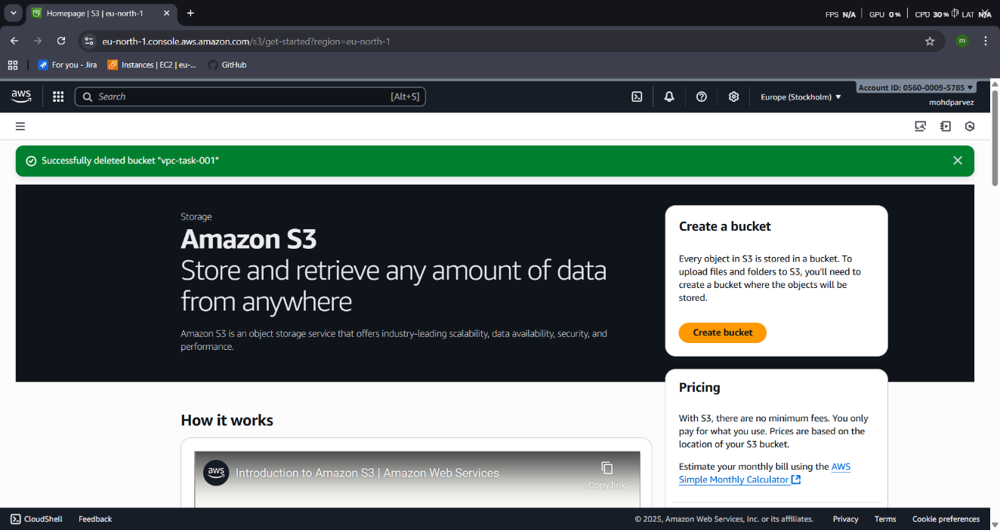 Homepage | S3 | eu-north-1
FPS N/A GPU 0% CPU 30% LAT N/A
eu-north-1.console.aws.amazon.com/s3/get-started?region=eu-north-1
m
For you - Jira
Instances | EC2 | eu-...
GitHub
aws
Search
[Alt+S]
Europe (Stockholm) ▼
Account ID: 0560-0009-5785 ▼
mohdparvez
Successfully deleted bucket "vpc-task-001"
Storage
Amazon S3
Store and retrieve any amount of data
from anywhere
Amazon S3 is an object storage service that offers industry-leading scalability, data availability, security, and
performance.
Create a bucket
Every object in S3 is stored in a bucket. To
upload files and folders to S3, you'll need to
create a bucket where the objects will be
stored.
Create bucket
Pricing
With S3, there are no minimum fees. You only
pay for what you use. Prices are based on the
location of your S3 bucket.
Estimate your monthly bill using the AWS
Simple Monthly Calculator
How it works
aws
Introduction to Amazon S3 | Amazon Web Services
Copy link
CloudShell
Feedback
© 2025, Amazon Web Services, Inc. or its affiliates.
Privacy
Terms
Cookie preferences